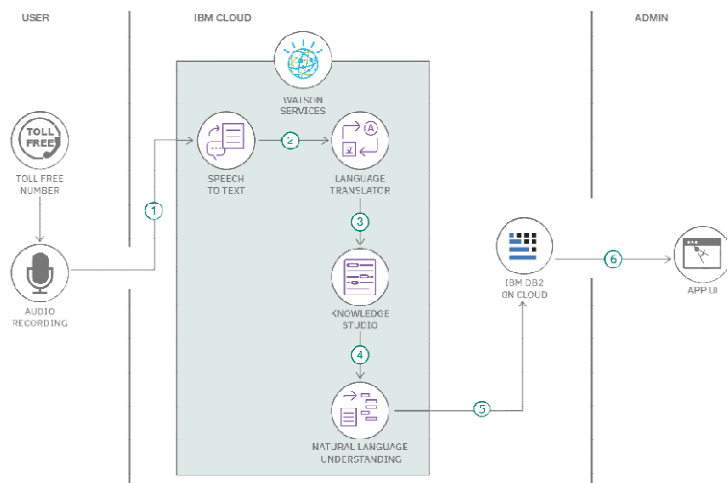 USER
IBM CLOUD
ADMIN
WATSON
SERVICES
TOLL
FREE
TOLL FREE
NUMBER
1
AUDIO
RECORDING
SPEECH
TO TEXT
2
A
LANGUAGE
TRANSLATOR
3
KNOWLEDGE
STUDIO
4
NATURAL LANGUAGE
UNDERSTANDING
5
IBM DB2
ON CLOUD
6
APP UI